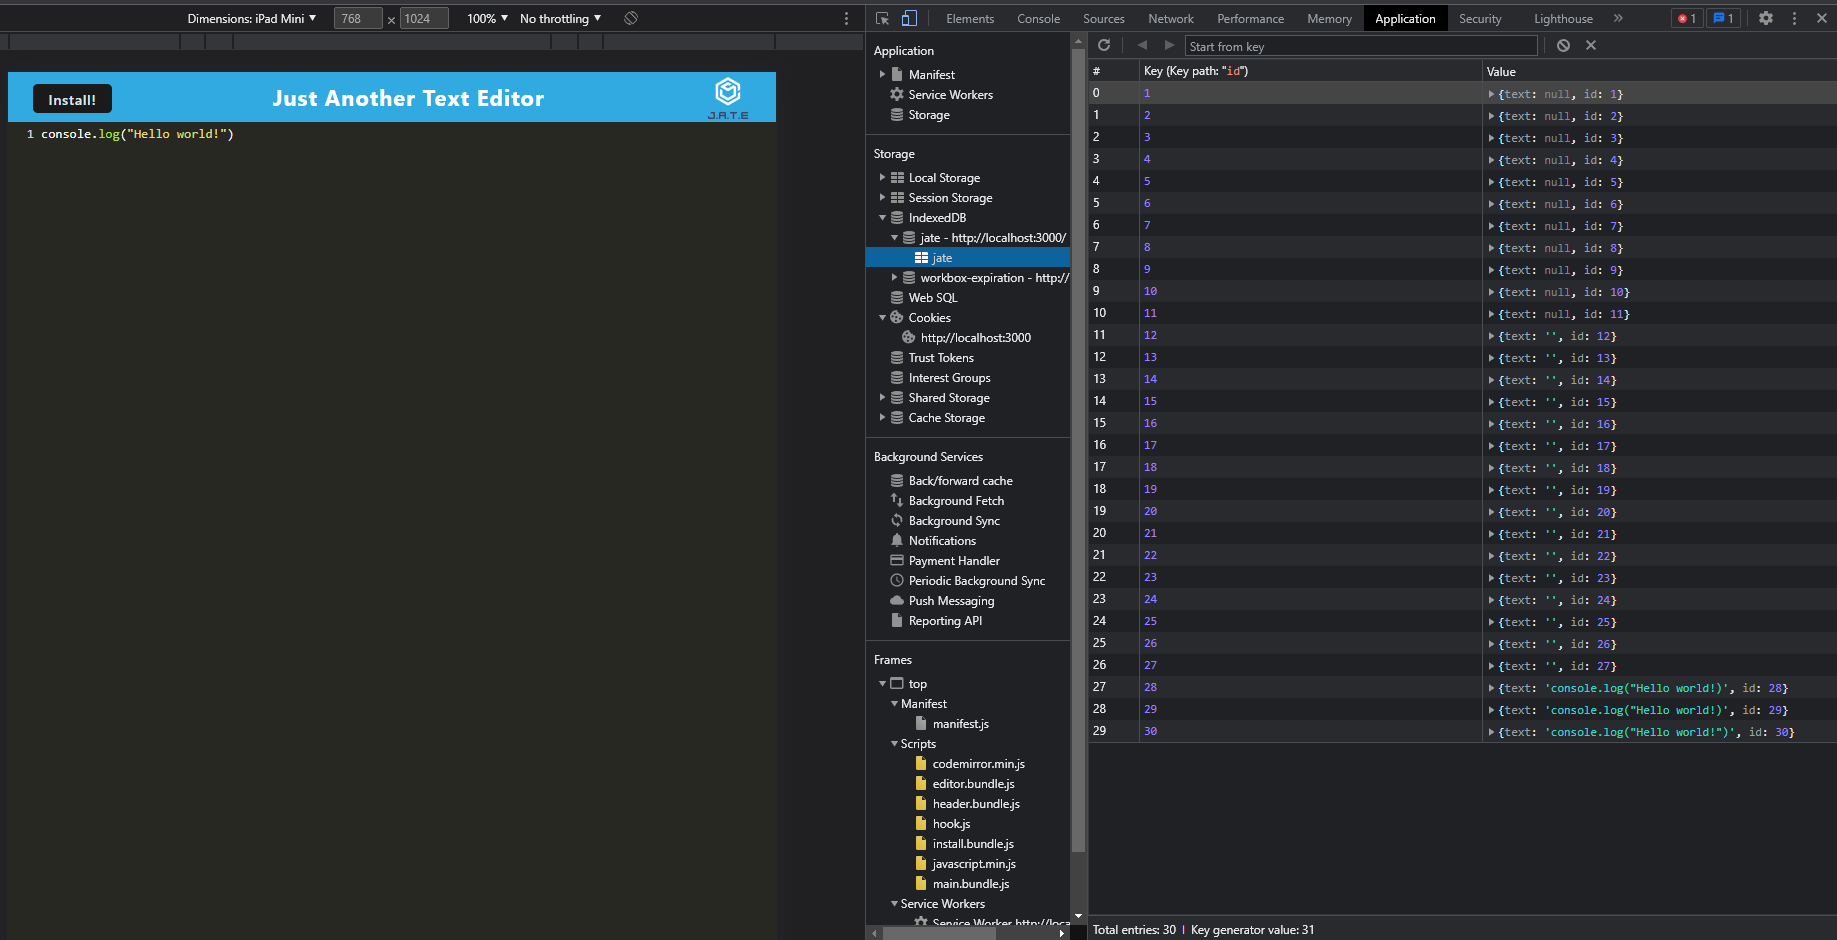 Dimensions: iPad Mini ▼ 768 × 1024 100% ▼ No throttling ▼
Install!
Just Another Text Editor
J.A.T.E
1 console.log("Hello world!")
Elements Console Sources Network Performance Memory Application Security Lighthouse » 1 1
Application
Manifest
Service Workers
Storage
Storage
Local Storage
Session Storage
IndexedDB
jate - http://localhost:3000/
jate
workbox-expiration - http://
Web SQL
Cookies
http://localhost:3000
Trust Tokens
Interest Groups
Shared Storage
Cache Storage
Background Services
Back/forward cache
Background Fetch
Background Sync
Notifications
Payment Handler
Periodic Background Sync
Push Messaging
Reporting API
Frames
top
Manifest
manifest.js
Scripts
codemirror.min.js
editor.bundle.js
header.bundle.js
hook.js
install.bundle.js
javascript.min.js
main.bundle.js
Service Workers
Service Worker http://loca
Start from key
# Key (Key path: "id") Value
0 1 {text: null, id: 1}
1 2 {text: null, id: 2}
2 3 {text: null, id: 3}
3 4 {text: null, id: 4}
4 5 {text: null, id: 5}
5 6 {text: null, id: 6}
6 7 {text: null, id: 7}
7 8 {text: null, id: 8}
8 9 {text: null, id: 9}
9 10 {text: null, id: 10}
10 11 {text: null, id: 11}
11 12 {text: '', id: 12}
12 13 {text: '', id: 13}
13 14 {text: '', id: 14}
14 15 {text: '', id: 15}
15 16 {text: '', id: 16}
16 17 {text: '', id: 17}
17 18 {text: '', id: 18}
18 19 {text: '', id: 19}
19 20 {text: '', id: 20}
20 21 {text: '', id: 21}
21 22 {text: '', id: 22}
22 23 {text: '', id: 23}
23 24 {text: '', id: 24}
24 25 {text: '', id: 25}
25 26 {text: '', id: 26}
26 27 {text: '', id: 27}
27 28 {text: 'console.log("Hello world!)', id: 28}
28 29 {text: 'console.log("Hello world!)', id: 29}
29 30 {text: 'console.log("Hello world!")', id: 30}
Total entries: 30 | Key generator value: 31